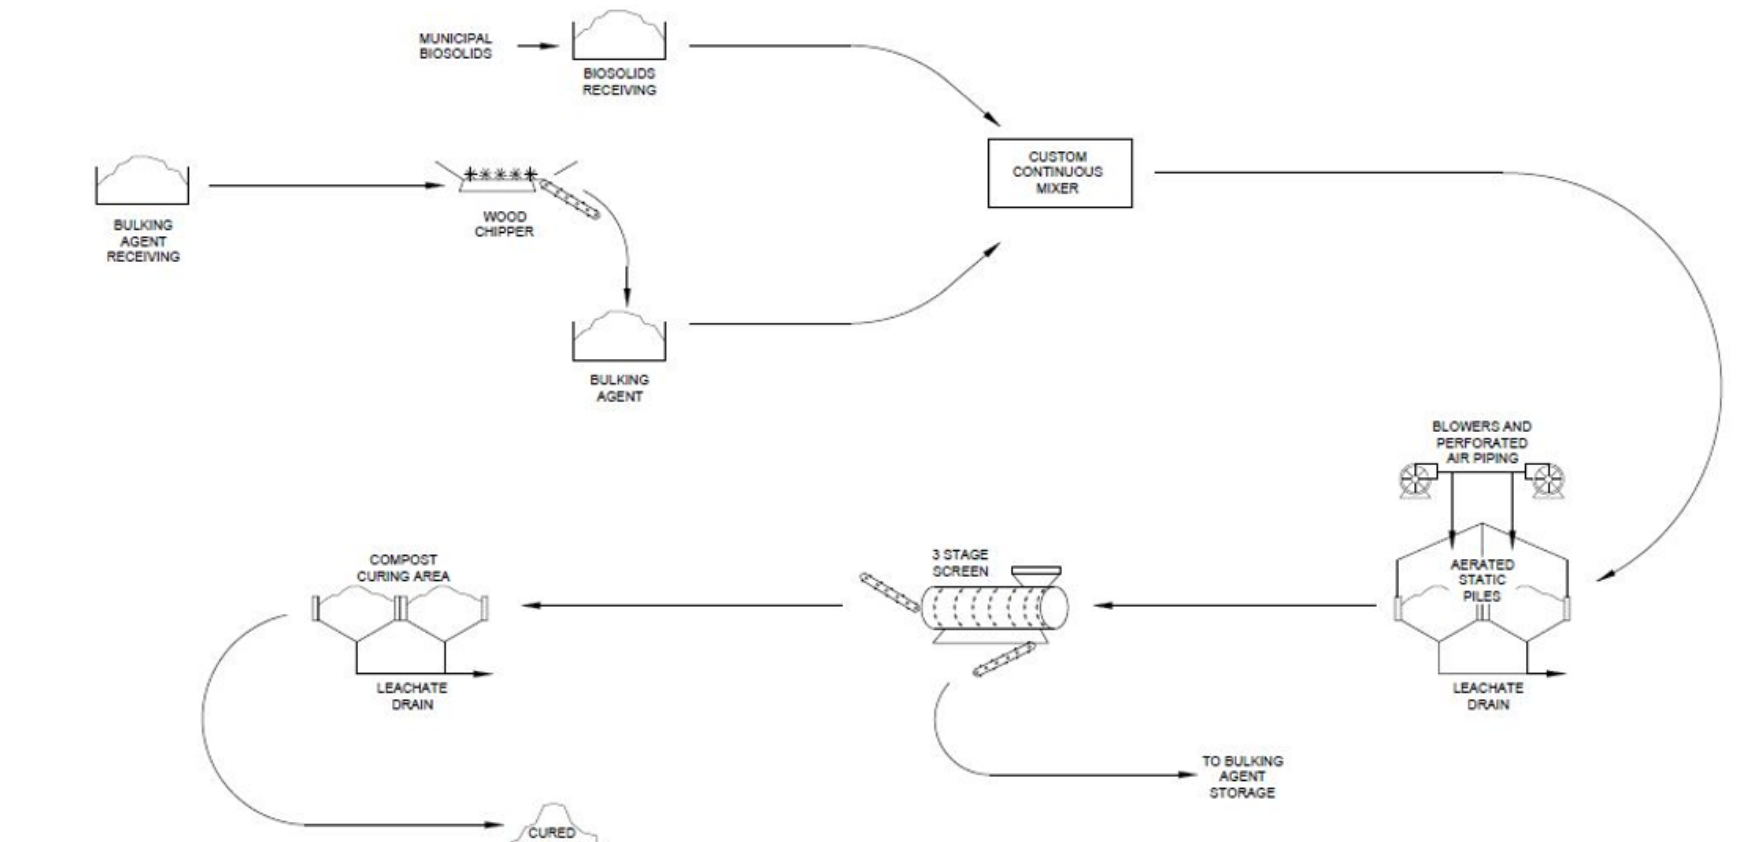 MUNICIPAL
BIOSOLIDS
BIOSOLIDS
RECEIVING
BULKING
AGENT
RECEIVING
WOOD
CHIPPER
BULKING
AGENT
CUSTOM
CONTINUOUS
MIXER
BLOWERS AND
PERFORATED
AIR PIPING
AERATED
STATIC
PILES
LEACHATE
DRAIN
3 STAGE
SCREEN
TO BULKING
AGENT
STORAGE
COMPOST
CURING AREA
LEACHATE
DRAIN
CURED